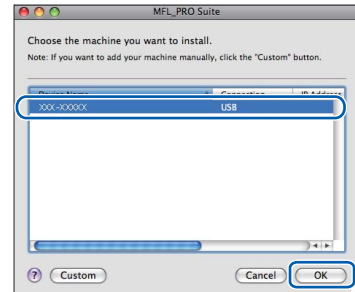 MFL_PRO Suite
Choose the machine you want to install.
Note: If you want to add your machine manually, click the "Custom" button.
Device Name Connection IP Address
XXX-XXXXX USB
? Custom Cancel OK